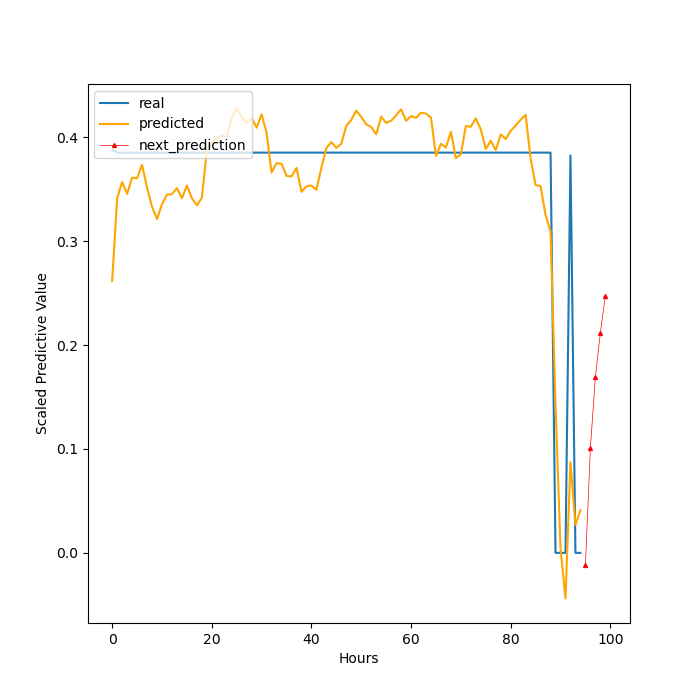 real
predicted
next_prediction
0.4
0.3
0.2
0.1
0.0
Scaled Predictive Value
0 20 40 60 80 100
Hours